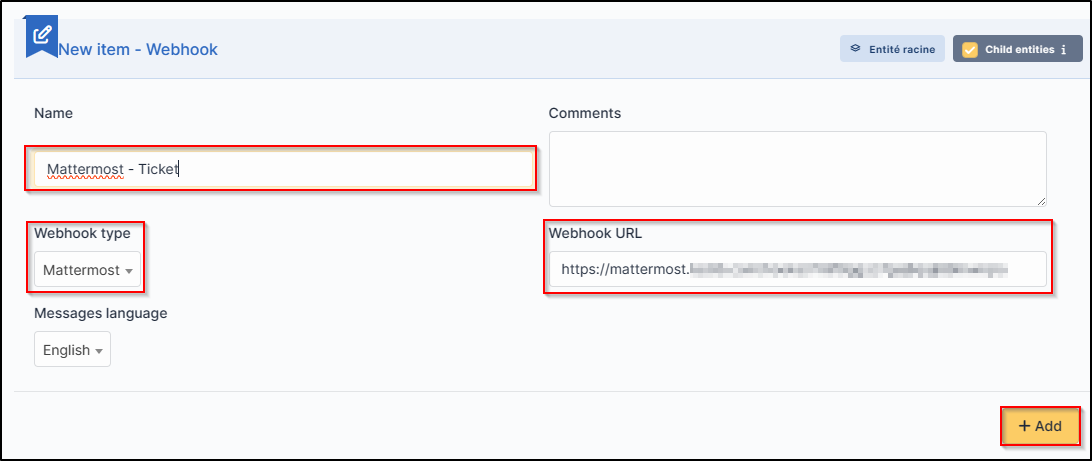 New item - Webhook
Entité racine
Child entities i
Name
Comments
Mattermost - Ticket
Webhook type
Webhook URL
Mattermost
https://mattermost.
Messages language
English
+ Add